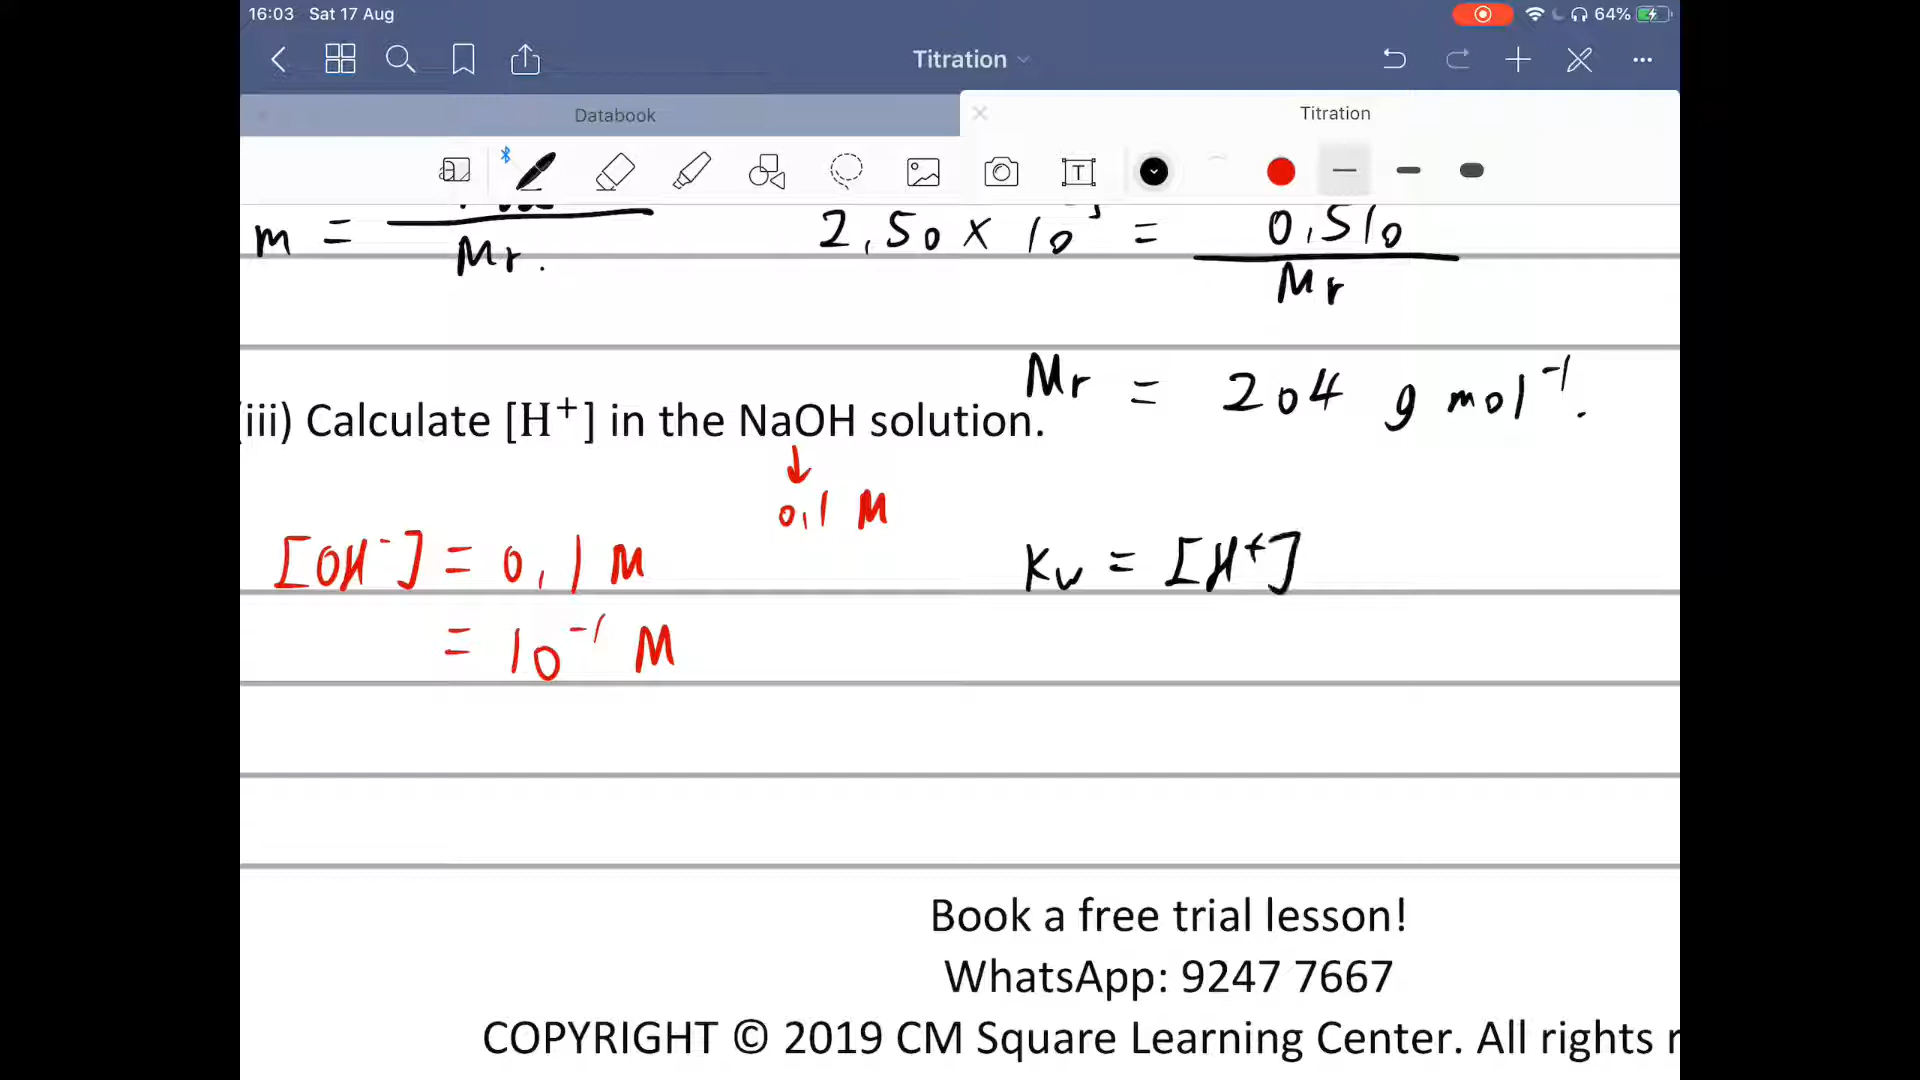 16:03 Sat 17 Aug
64%
Titration
Databook
Titration
T
m = Mr.
2.50 × 10 = 0.510 / Mr
Mr = 204 g mol⁻¹.
(iii) Calculate [H⁺] in the NaOH solution.
↓
0.1 M
[OH⁻] = 0.1 M
Kw = [H⁺]
= 10⁻¹ M
Book a free trial lesson!
WhatsApp: 9247 7667
COPYRIGHT © 2019 CM Square Learning Center. All rights